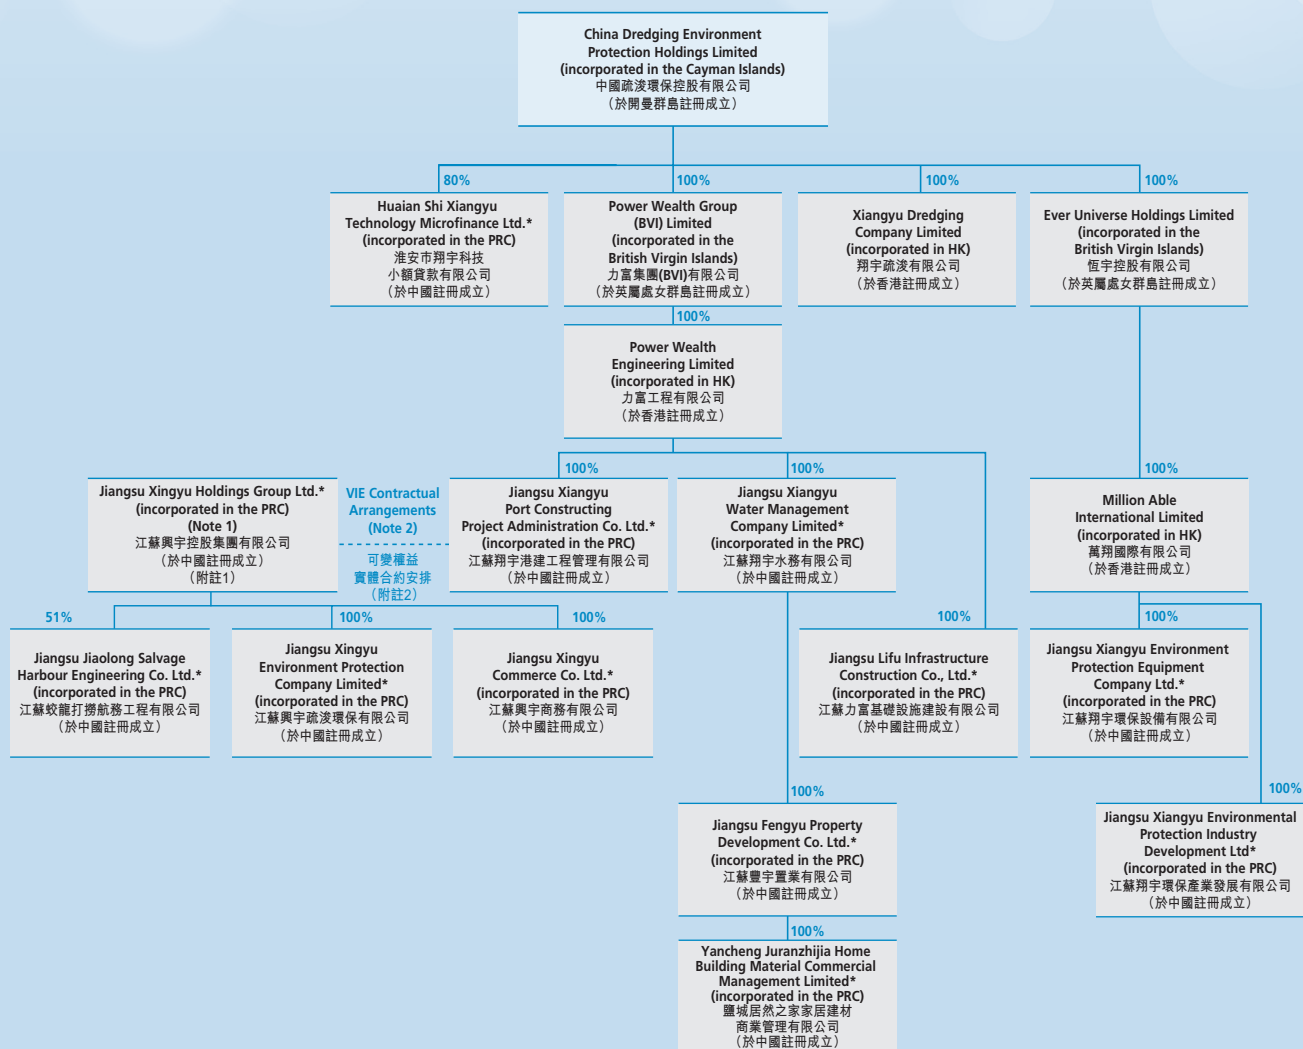 China Dredging Environment
Protection Holdings Limited
(incorporated in the Cayman Islands)
中國疏浚環保控股有限公司
（於開曼群島註冊成立）
80%
100%
100%
100%
Huaian Shi Xiangyu
Technology Microfinance Ltd.*
(incorporated in the PRC)
淮安市翔宇科技
小額貸款有限公司
（於中國註冊成立）
Power Wealth Group
(BVI) Limited
(incorporated in the
British Virgin Islands)
力富集團(BVI)有限公司
（於英屬處女群島註冊成立）
Xiangyu Dredging
Company Limited
(incorporated in HK)
翔宇疏浚有限公司
（於香港註冊成立）
Ever Universe Holdings Limited
(incorporated in the
British Virgin Islands)
恆宇控股有限公司
（於英屬處女群島註冊成立）
100%
Power Wealth
Engineering Limited
(incorporated in HK)
力富工程有限公司
（於香港註冊成立）
100%
100%
100%
Jiangsu Xingyu Holdings Group Ltd.*
(incorporated in the PRC)
(Note 1)
江蘇興宇控股集團有限公司
（於中國註冊成立）
（附註1）
VIE Contractual
Arrangements
(Note 2)
可變權益
實體合約安排
（附註2）
Jiangsu Xiangyu
Port Constructing
Project Administration Co. Ltd.*
(incorporated in the PRC)
江蘇翔宇港建工程管理有限公司
（於中國註冊成立）
Jiangsu Xiangyu
Water Management
Company Limited*
(incorporated in the PRC)
江蘇翔宇水務有限公司
（於中國註冊成立）
Million Able
International Limited
(incorporated in HK)
萬翔國際有限公司
（於香港註冊成立）
51%
100%
100%
100%
100%
Jiangsu Jiaolong Salvage
Harbour Engineering Co. Ltd.*
(incorporated in the PRC)
江蘇蛟龍打撈航務工程有限公司
（於中國註冊成立）
Jiangsu Xingyu
Environment Protection
Company Limited*
(incorporated in the PRC)
江蘇興宇疏浚環保有限公司
（於中國註冊成立）
Jiangsu Xingyu
Commerce Co. Ltd.*
(incorporated in the PRC)
江蘇興宇商務有限公司
（於中國註冊成立）
Jiangsu Lifu Infrastructure
Construction Co., Ltd.*
(incorporated in the PRC)
江蘇力富基礎設施建設有限公司
（於中國註冊成立）
Jiangsu Xiangyu Environment
Protection Equipment
Company Ltd.*
(incorporated in the PRC)
江蘇翔宇環保設備有限公司
（於中國註冊成立）
100%
100%
Jiangsu Fengyu Property
Development Co. Ltd.*
(incorporated in the PRC)
江蘇豐宇置業有限公司
（於中國註冊成立）
Jiangsu Xiangyu Environmental
Protection Industry
Development Ltd*
(incorporated in the PRC)
江蘇翔宇環保產業發展有限公司
（於中國註冊成立）
100%
Yancheng Juranzhijia Home
Building Material Commercial
Management Limited*
(incorporated in the PRC)
鹽城居然之家家居建材
商業管理有限公司
（於中國註冊成立）